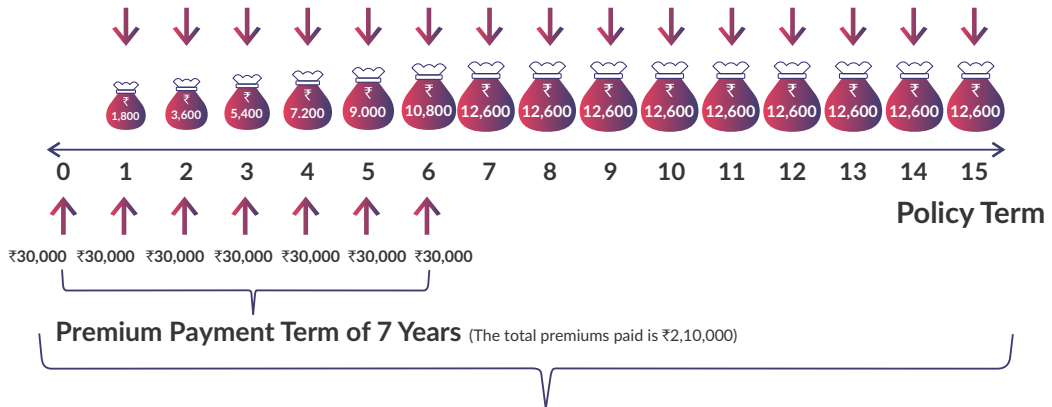 ₹ ₹ ₹ ₹ ₹ ₹ ₹ ₹ ₹ ₹ ₹ ₹ ₹ ₹ ₹
1,800 3,600 5,400 7.200 9.000 10,800 12,600 12,600 12,600 12,600 12,600 12,600 12,600 12,600 12,600
0 1 2 3 4 5 6 7 8 9 10 11 12 13 14 15
Policy Term
₹30,000 ₹30,000 ₹30,000 ₹30,000 ₹30,000 ₹30,000 ₹30,000
Premium Payment Term of 7 Years (The total premiums paid is ₹2,10,000)